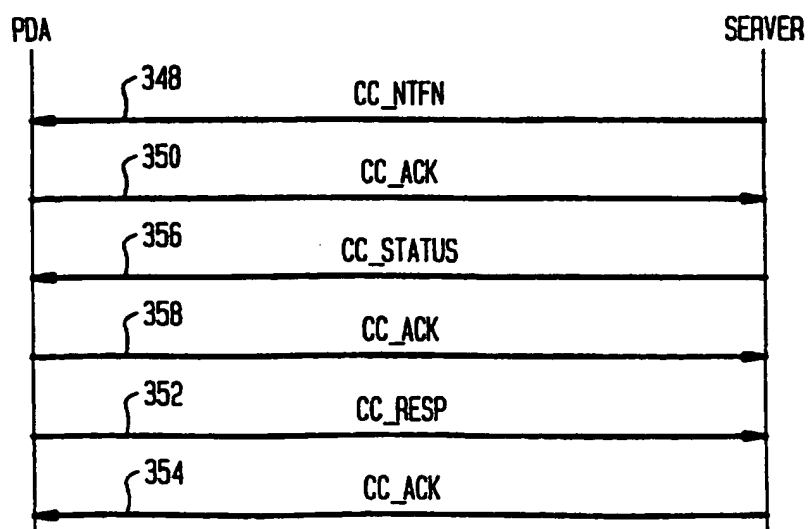 PDA SERVER
348 CC_NTFN
350 CC_ACK
356 CC_STATUS
358 CC_ACK
352 CC_RESP
354 CC_ACK